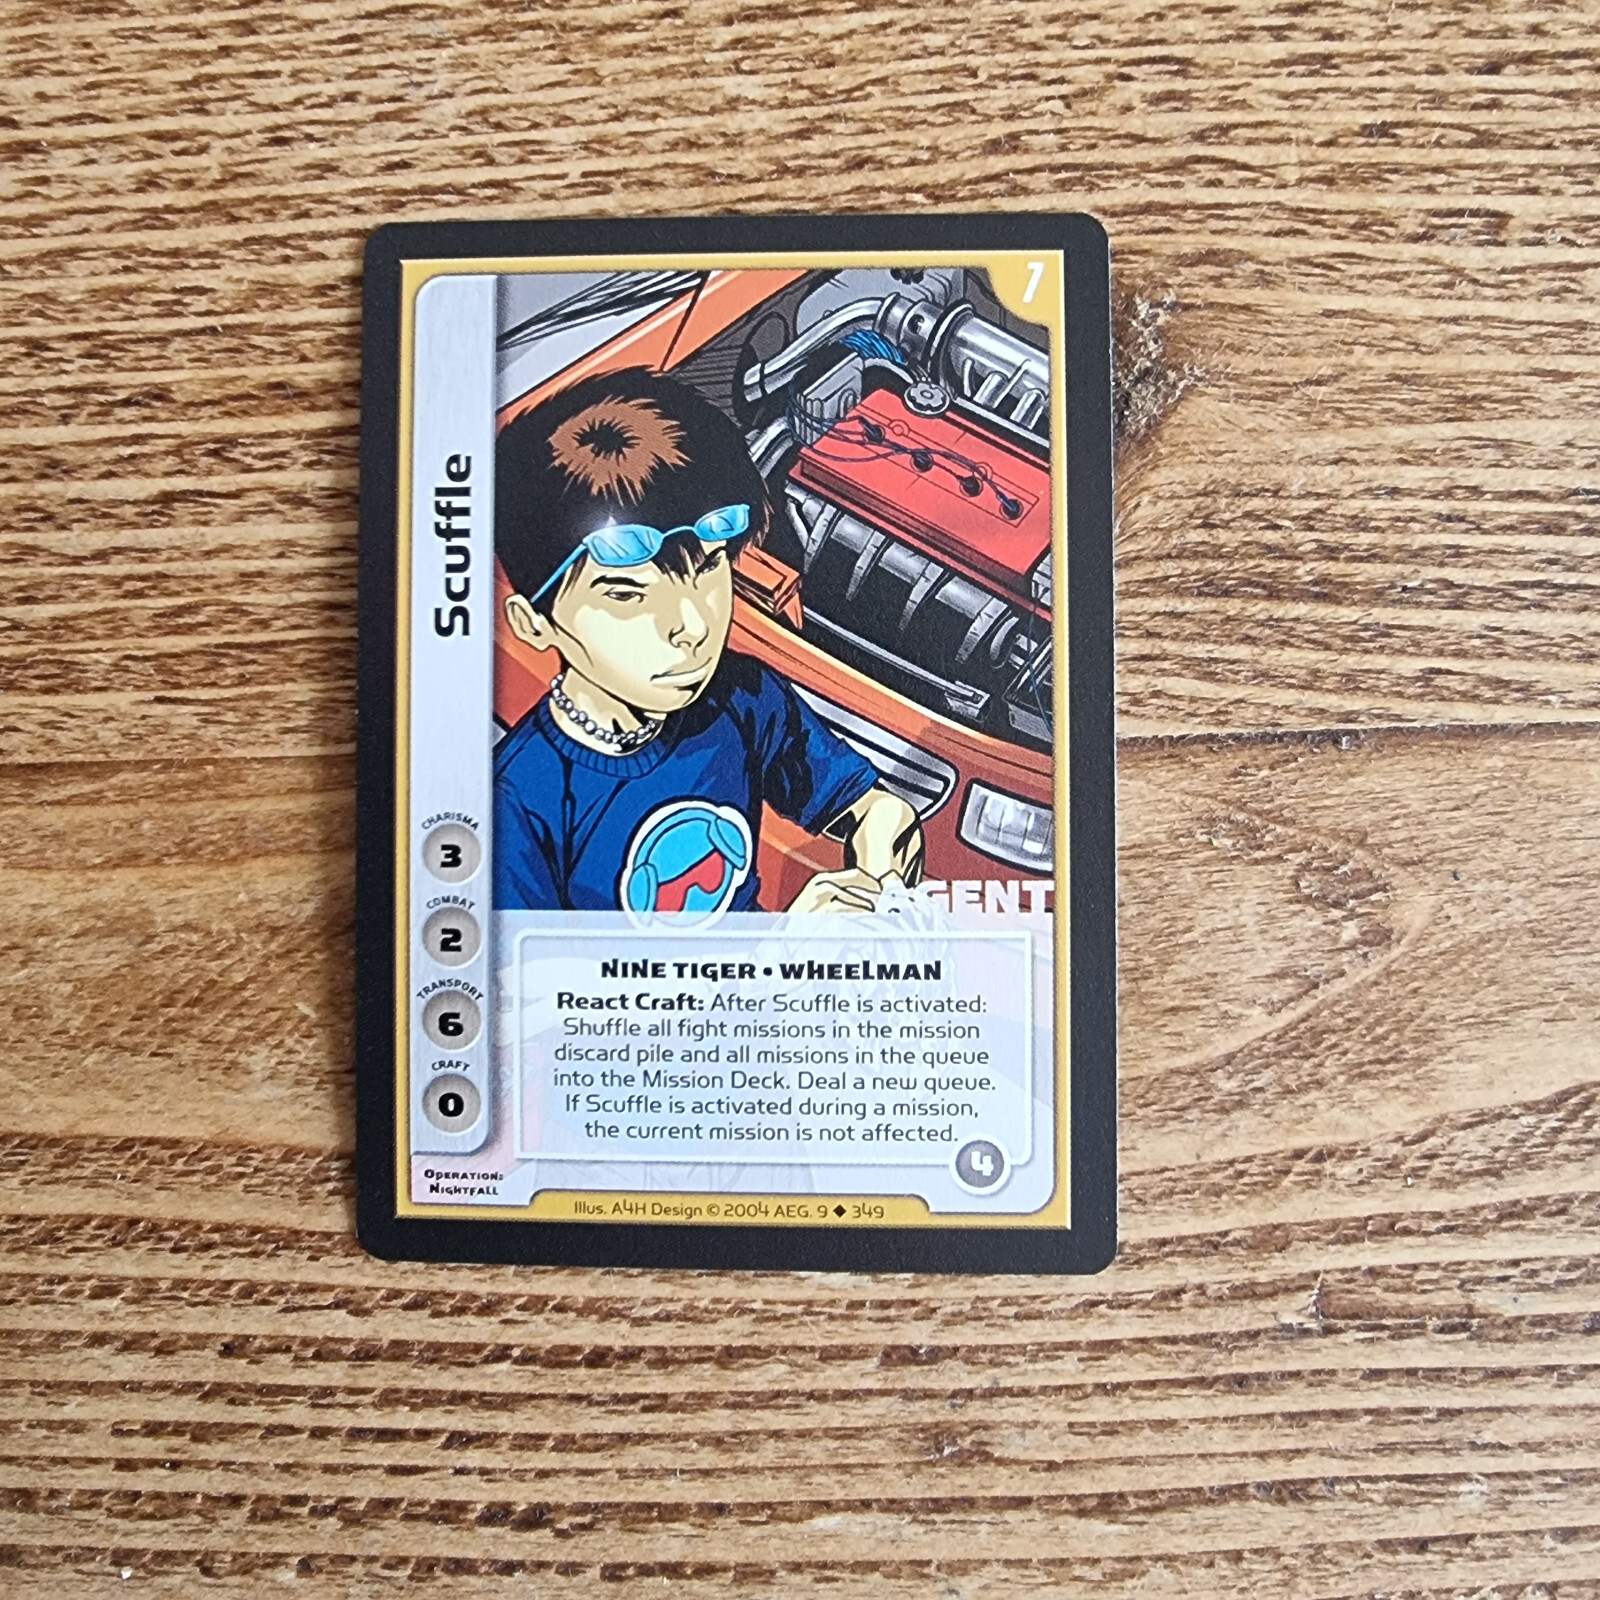 7
Scuffle
CHARISMA
3
COMBAT
2
TRANSPORT
6
CRAFT
0
AGENT
NINE TIGER • WHEELMAN
React Craft: After Scuffle is activated:
Shuffle all fight missions in the mission
discard pile and all missions in the queue
into the Mission Deck. Deal a new queue.
If Scuffle is activated during a mission,
the current mission is not affected.
4
OPERATION:
NIGHTFALL
Illus. A4H Design © 2004 AEG. 9 ◆ 349